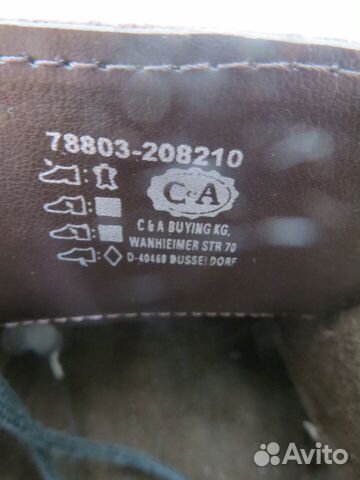 78803-208210
C&A
C & A BUYING KG,
WANHEIMER STR 70
D-40468 DUSSELDORF
Avito